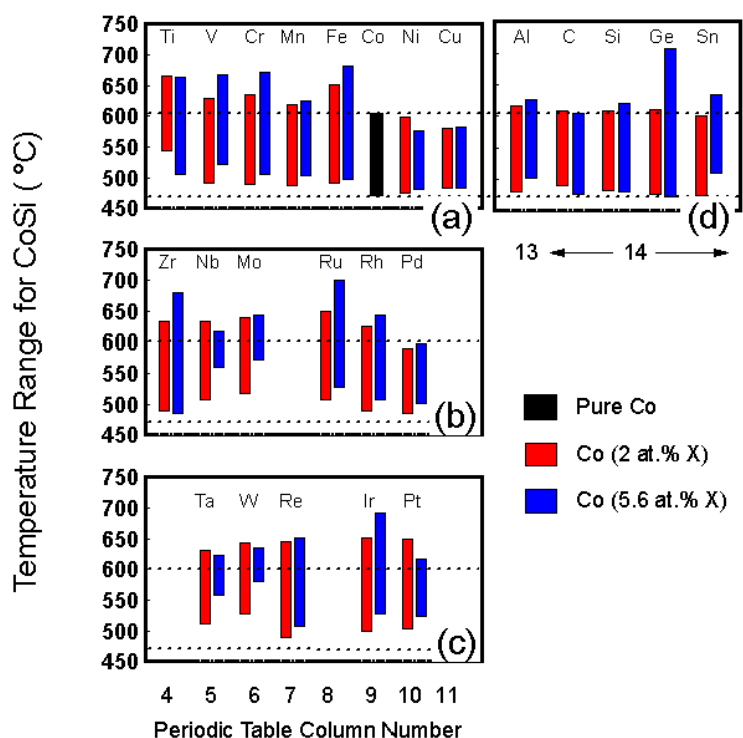 Temperature Range for CoSi ( °C)
750
700
650
600
550
500
450
Ti V Cr Mn Fe Co Ni Cu
(a)
Al C Si Ge Sn
(d)
13 14
750
700
650
600
550
500
450
Zr Nb Mo Ru Rh Pd
(b)
Pure Co
Co (2 at.% X)
Co (5.6 at.% X)
750
700
650
600
550
500
450
Ta W Re Ir Pt
(c)
4 5 6 7 8 9 10 11
Periodic Table Column Number